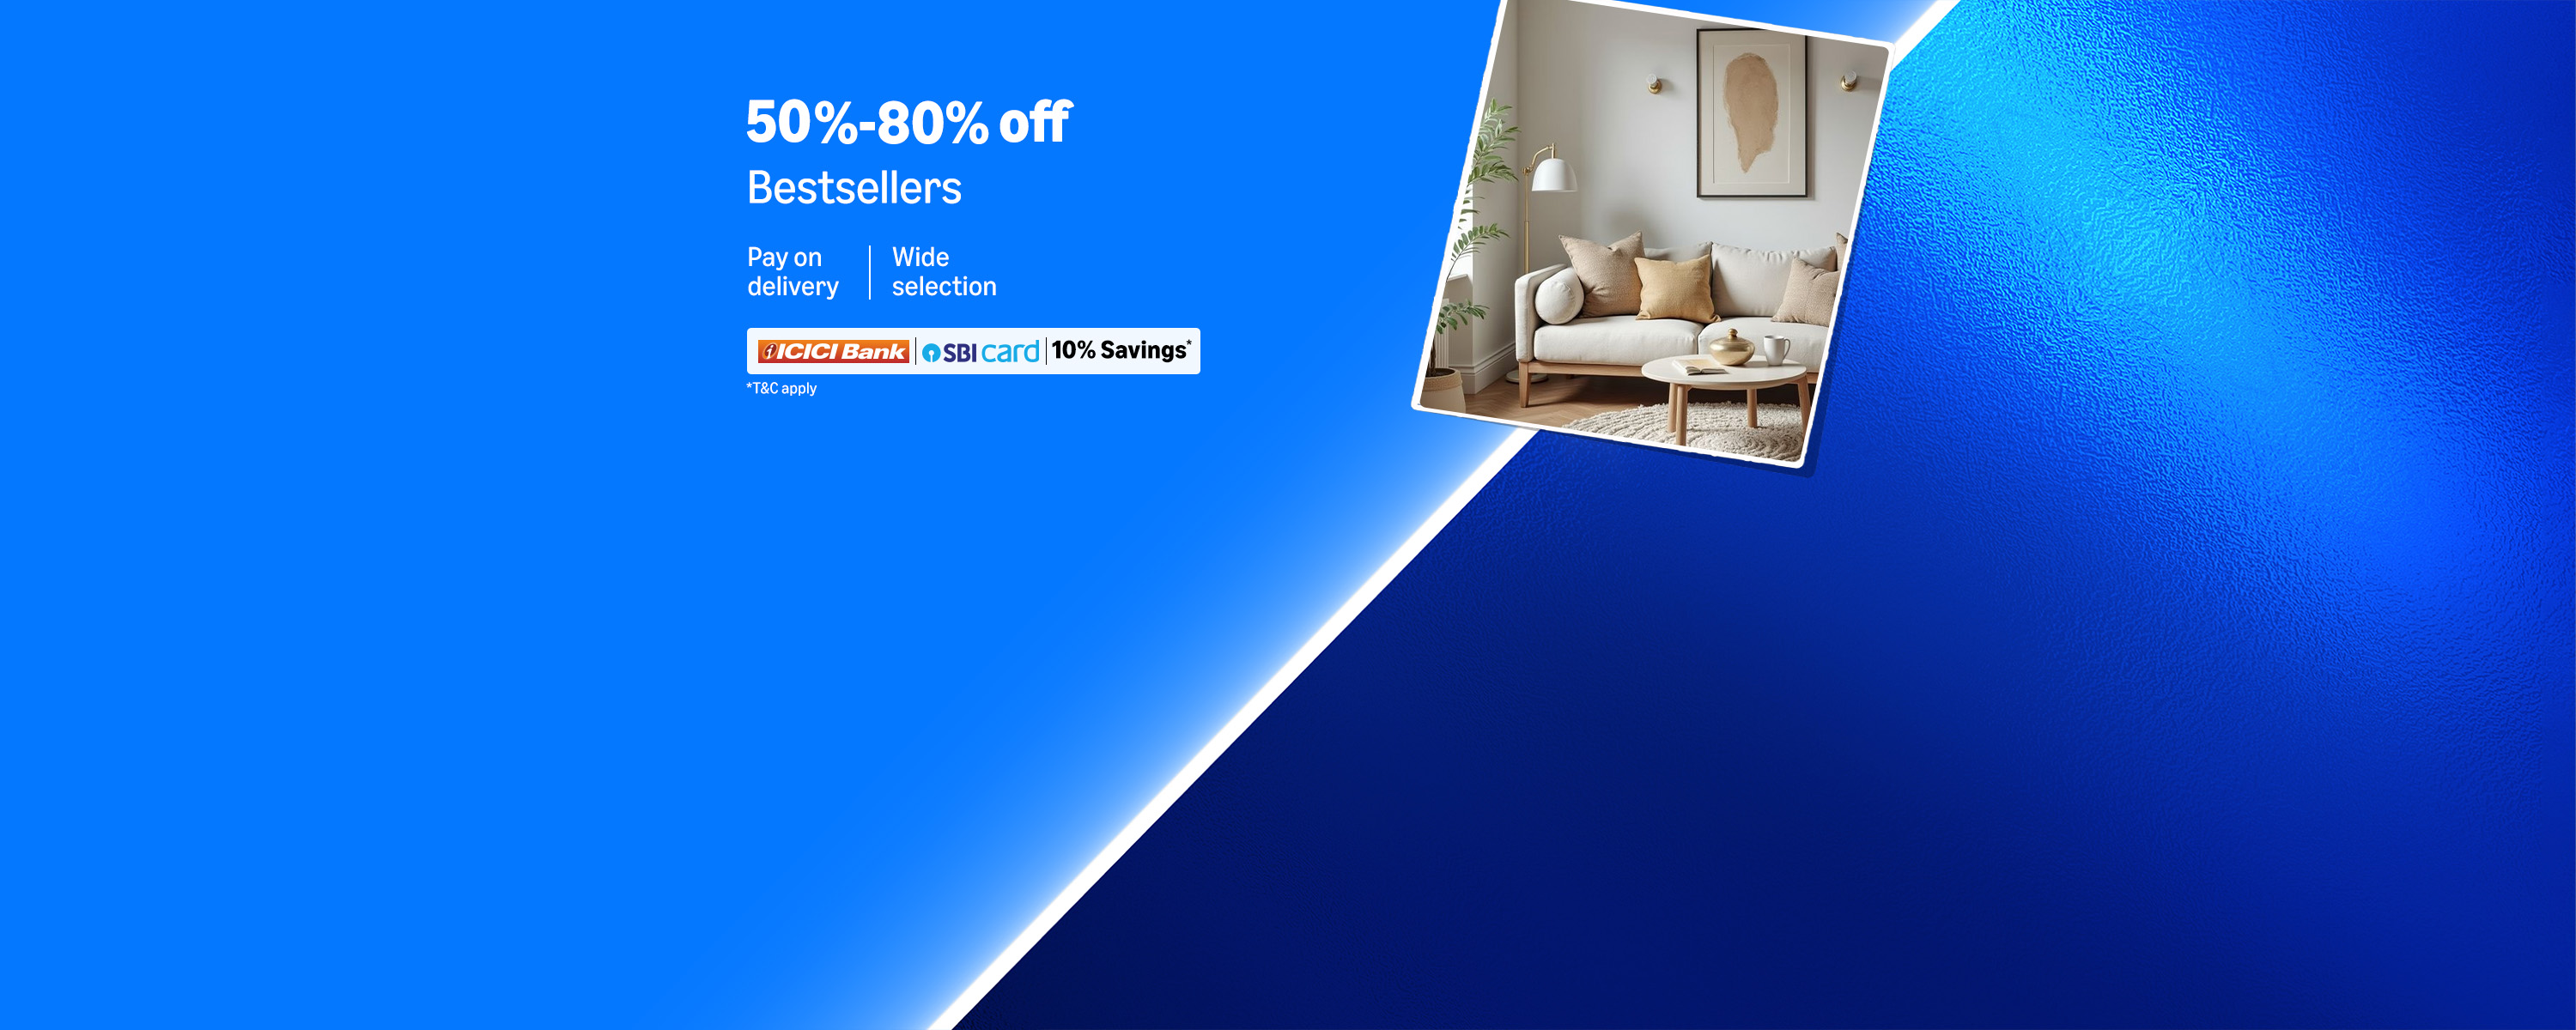 50%-80% off
Bestsellers
Pay on
delivery
Wide
selection
ICICI Bank SBI card 10% Savings*
*T&C apply